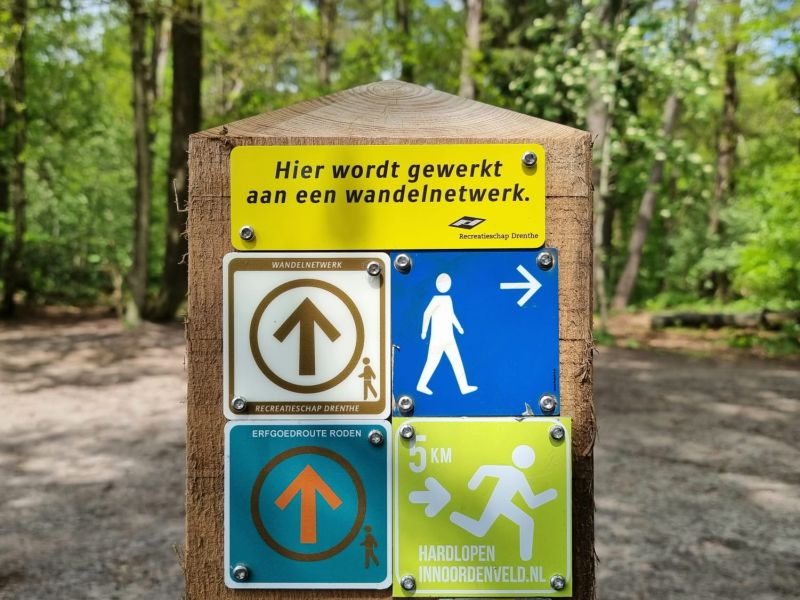 Hier wordt gewerkt
aan een wandelnetwerk.
Recreatieschap Drenthe
WANDELNETWERK
RECREATIESCHAP DRENTHE
ERFGOEDROUTE RODEN
5 KM
HARDLOPEN
INNOORDENVELD.NL